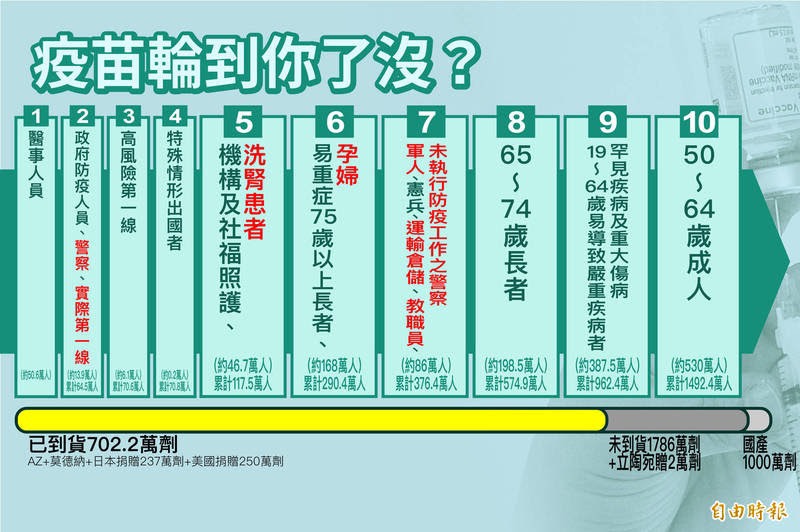 疫苗輪到你了沒？
1
醫事人員
(約50.6萬人)
2
政府防疫人員、警察、實際第一線
(約13.9萬人)
累計64.5萬人
3
高風險第一線
(約6.1萬人)
累計70.6萬人
4
特殊情形出國者
(約0.2萬人)
累計70.8萬人
5
機構及社福照護、
洗腎患者
(約46.7萬人)
累計117.5萬人
6
易重症75歲以上長者、
孕婦
(約168萬人)
累計290.4萬人
7
軍人、憲兵、運輸倉儲、教職員、
未執行防疫工作之警察
(約86萬人)
累計376.4萬人
8
65～74歲長者
(約198.5萬人)
累計574.9萬人
9
19～64歲易導致嚴重疾病者
罕見疾病及重大傷病
(約387.5萬人)
累計962.4萬人
10
50～64歲成人
(約530萬人)
累計1492.4萬人
已到貨702.2萬劑
AZ+莫德納+日本捐贈237萬劑+美國捐贈250萬劑
未到貨1786萬劑
+立陶宛贈2萬劑
國產
1000萬劑
自由時報
Vaccine